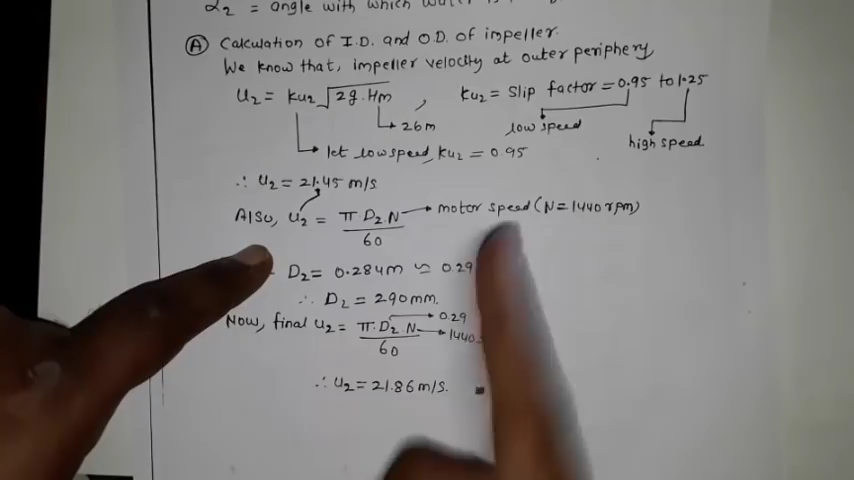 α2 = angle with which water is
(A) Calculation of I.D. and O.D. of impeller.
We know that, impeller velocity at outer periphery,
U2 = Ku2 √2g.Hm , Ku2 = Slip factor = 0.95 to 1.25
26m low speed high speed
let low speed, Ku2 = 0.95
∴ U2 = 21.45 m/s
Also, U2 = π D2 N / 60 motor speed (N = 1440 rpm)
D2 = 0.284m ≃ 0.29
∴ D2 = 290mm.
Now, final U2 = π.D2.N / 60 0.29 1440
∴ U2 = 21.86 m/s.